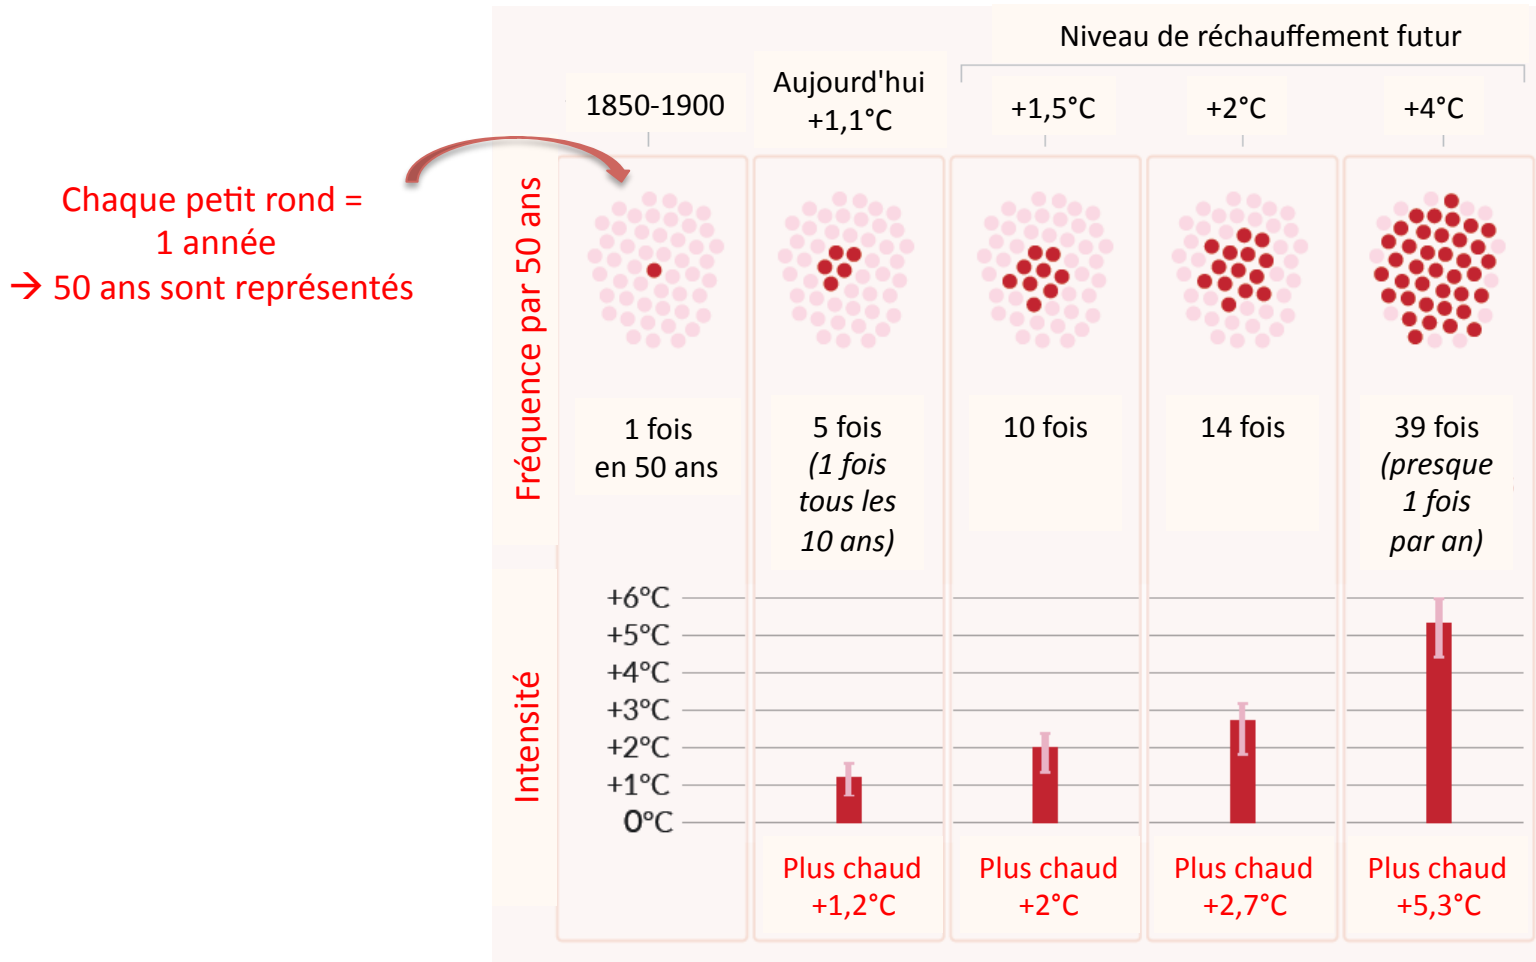 Niveau de réchauffement futur
1850-1900
Aujourd'hui
+1,1°C
+1,5°C
+2°C
+4°C
Chaque petit rond =
1 année
→ 50 ans sont représentés
Fréquence par 50 ans
1 fois
en 50 ans
5 fois
(1 fois
tous les
10 ans)
10 fois
14 fois
39 fois
(presque
1 fois
par an)
Intensité
+6°C
+5°C
+4°C
+3°C
+2°C
+1°C
0°C
Plus chaud
+1,2°C
Plus chaud
+2°C
Plus chaud
+2,7°C
Plus chaud
+5,3°C